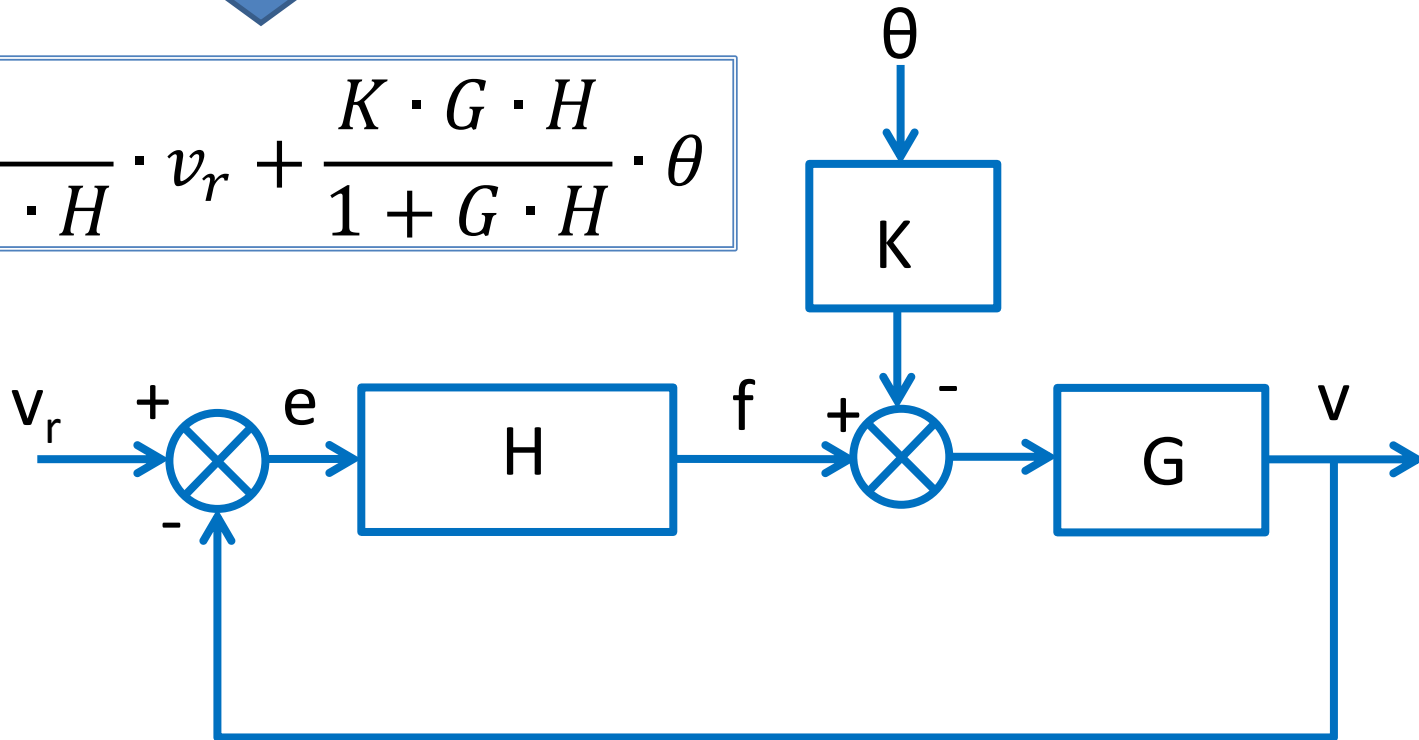 θ
K · G · H
· v_r + ─── · θ
· H 1 + G · H
K
v_r + e H f + - G v
-